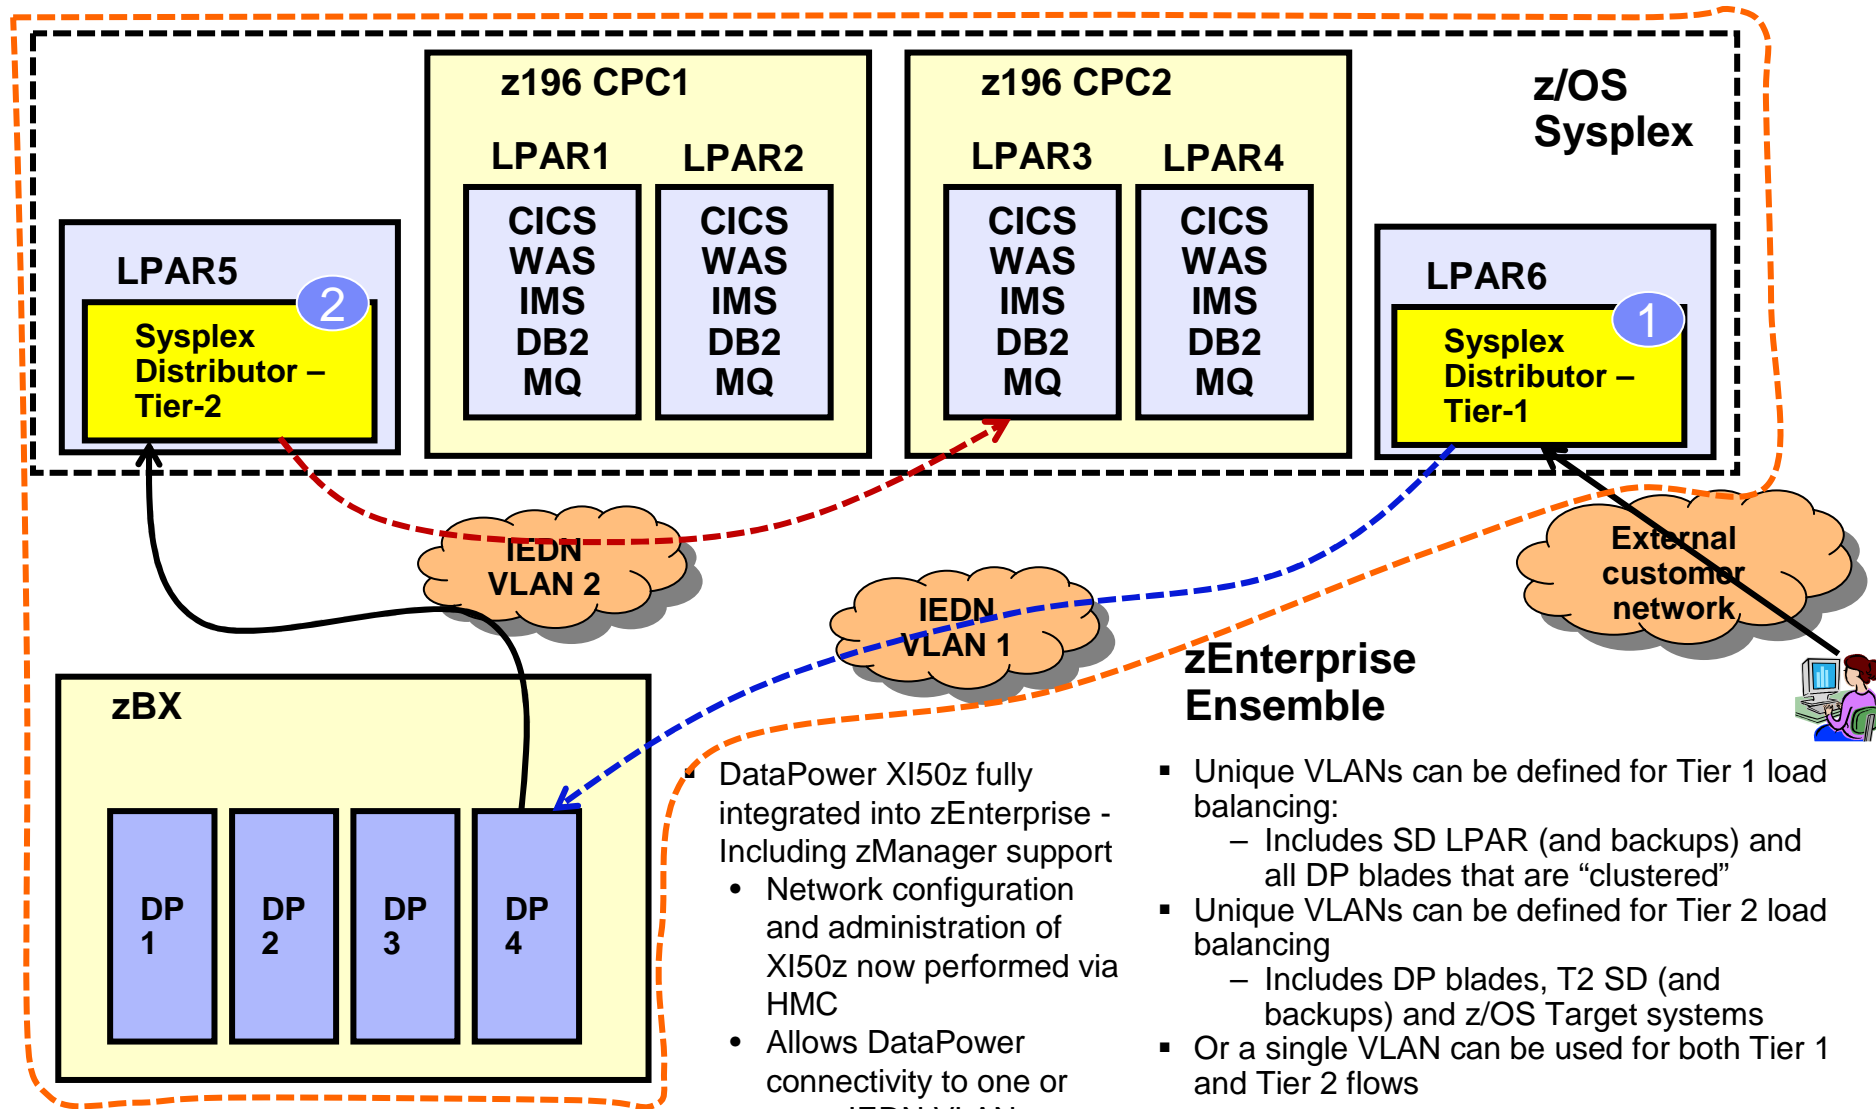 z196 CPC1
z196 CPC2
z/OS
Sysplex
LPAR1
LPAR2
LPAR3
LPAR4
CICS
WAS
IMS
DB2
MQ
CICS
WAS
IMS
DB2
MQ
CICS
WAS
IMS
DB2
MQ
CICS
WAS
IMS
DB2
MQ
LPAR5
2
Sysplex
Distributor –
Tier-2
LPAR6
1
Sysplex
Distributor –
Tier-1
IEDN
VLAN 2
IEDN
VLAN 1
External
customer
network
zEnterprise
Ensemble
zBX
DP
1
DP
2
DP
3
DP
4
▪ DataPower XI50z fully
integrated into zEnterprise -
Including zManager support
• Network configuration
and administration of
XI50z now performed via
HMC
• Allows DataPower
connectivity to one or
IEDN VLAN
▪ Unique VLANs can be defined for Tier 1 load
balancing:
– Includes SD LPAR (and backups) and
all DP blades that are “clustered”
▪ Unique VLANs can be defined for Tier 2 load
balancing
– Includes DP blades, T2 SD (and
backups) and z/OS Target systems
▪ Or a single VLAN can be used for both Tier 1
and Tier 2 flows